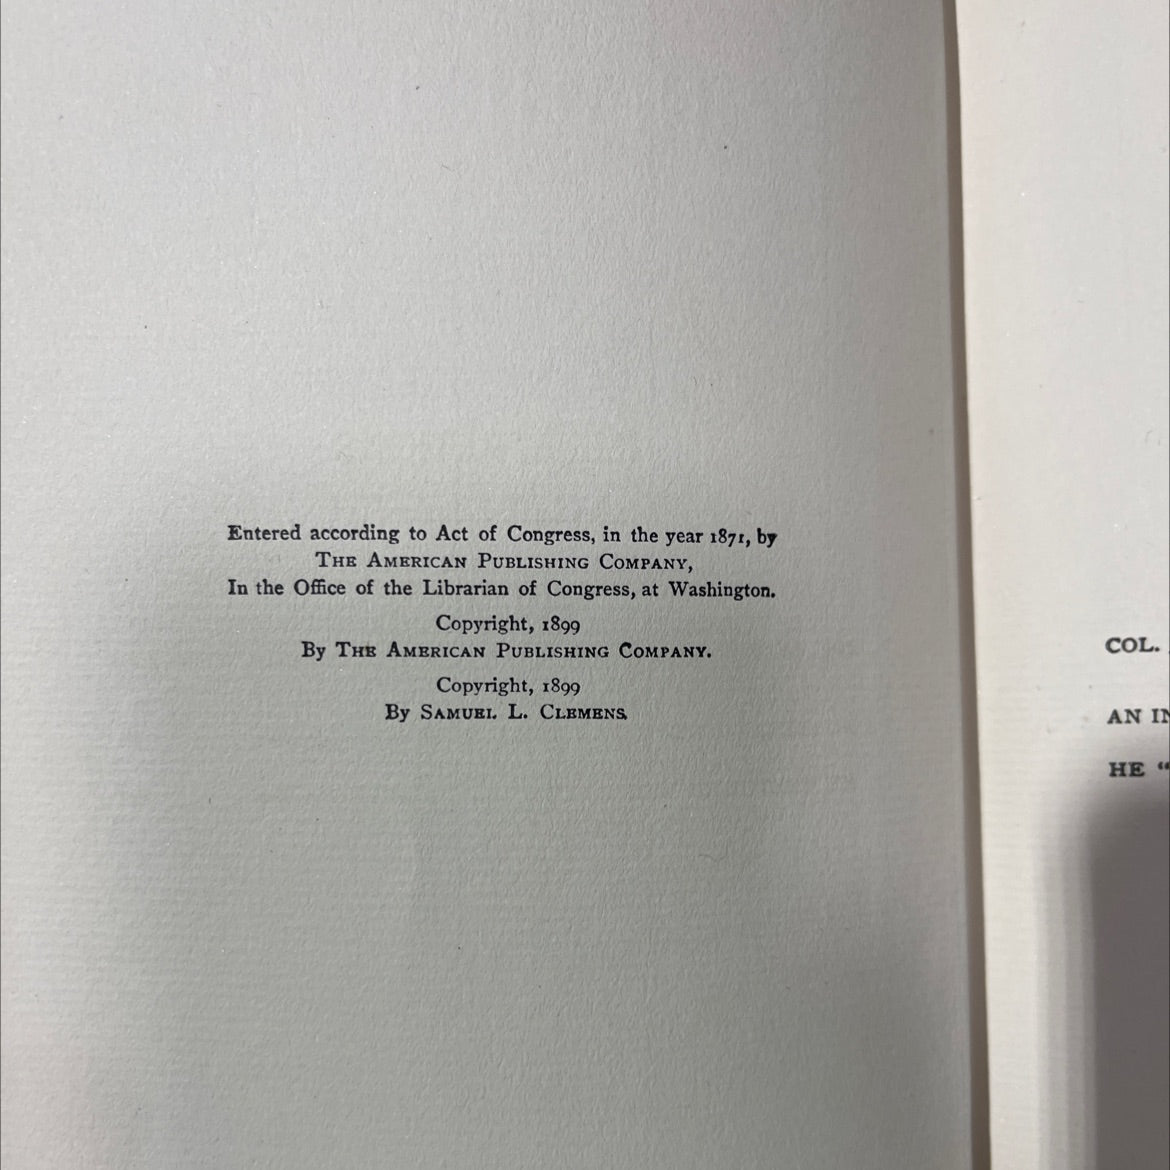 Entered according to Act of Congress, in the year 1871, by
THE AMERICAN PUBLISHING COMPANY,
In the Office of the Librarian of Congress, at Washington.
Copyright, 1899
By THE AMERICAN PUBLISHING COMPANY.
Copyright, 1899
By SAMUEL L. CLEMENS
COL.
AN IN
HE “